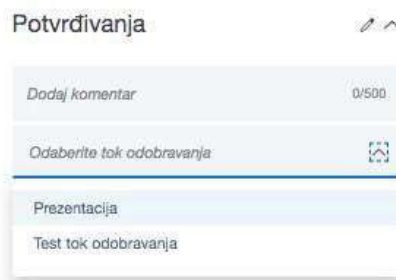 Potvrđivanja
Dodaj komentar 0/500
Odaberite tok odobravanja
Prezentacija
Test tok odobravanja